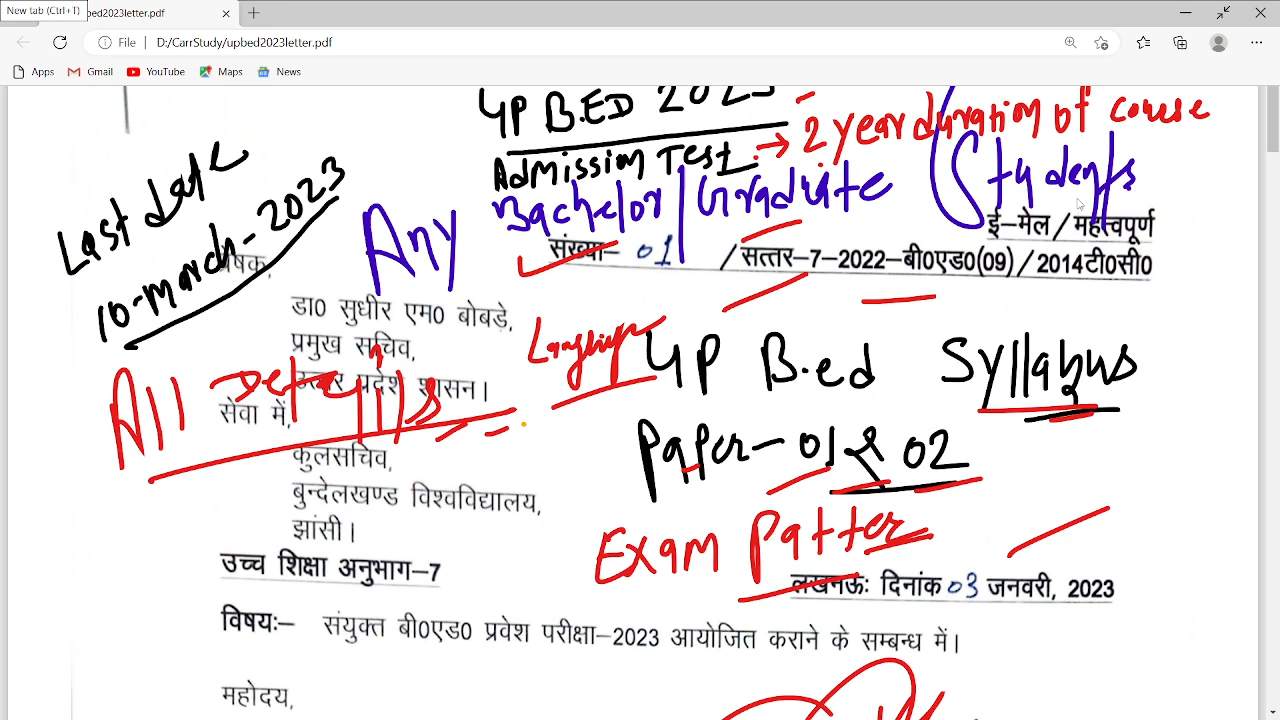 New tab (Ctrl+T)
bed2023letter.pdf
File D:/CarrStudy/upbed2023letter.pdf
Apps Gmail YouTube Maps News
UP B.ED 2023
→ 2 year duration of course
Admission Test
Last date
10-March-2023
Any Bachelor/Graduate (Students
ई-मेल / महत्वपूर्ण
संख्या- 01 /सत्तर-7-2022-बी0एड0(09)/2014टी0सी0
प्रेषक,
डा0 सुधीर एम0 बोबडे,
प्रमुख सचिव,
उत्तर प्रदेश शासन।
All Details
सेवा में,
UP B.ed Syllabus
Paper-01 & 02
कुलसचिव,
बुन्देलखण्ड विश्वविद्यालय,
झांसी।
Exam Patter
उच्च शिक्षा अनुभाग-7
लखनऊः दिनांक 03 जनवरी, 2023
विषयः- संयुक्त बी0एड0 प्रवेश परीक्षा-2023 आयोजित कराने के सम्बन्ध में।
महोदय,